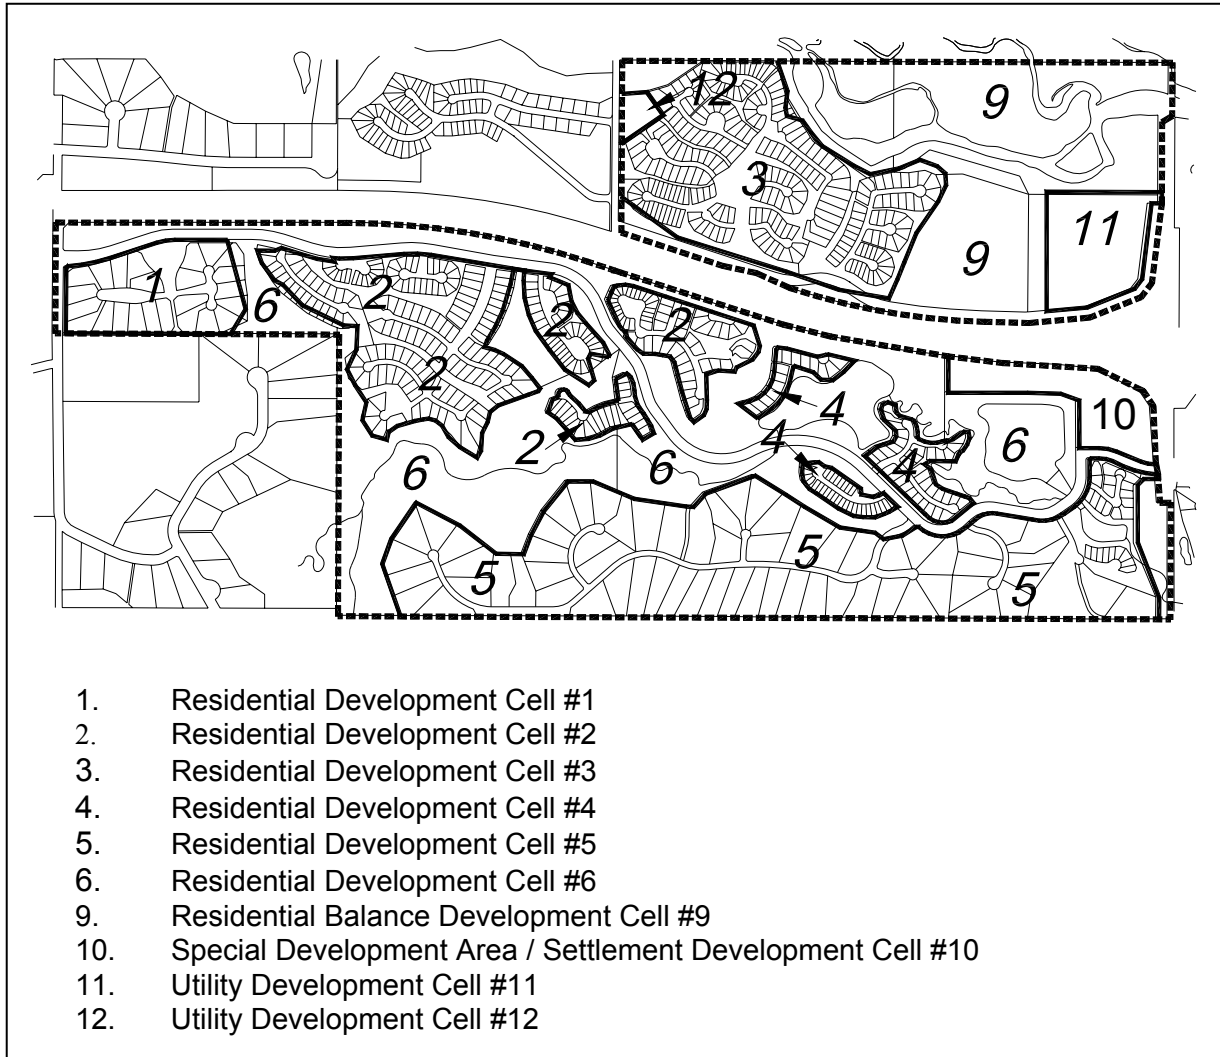 12
9
3
11
9
1
6
2
2
2
2
4
10
2
4
6
6
6
4
5
5
5
1. Residential Development Cell #1
2. Residential Development Cell #2
3. Residential Development Cell #3
4. Residential Development Cell #4
5. Residential Development Cell #5
6. Residential Development Cell #6
9. Residential Balance Development Cell #9
10. Special Development Area / Settlement Development Cell #10
11. Utility Development Cell #11
12. Utility Development Cell #12